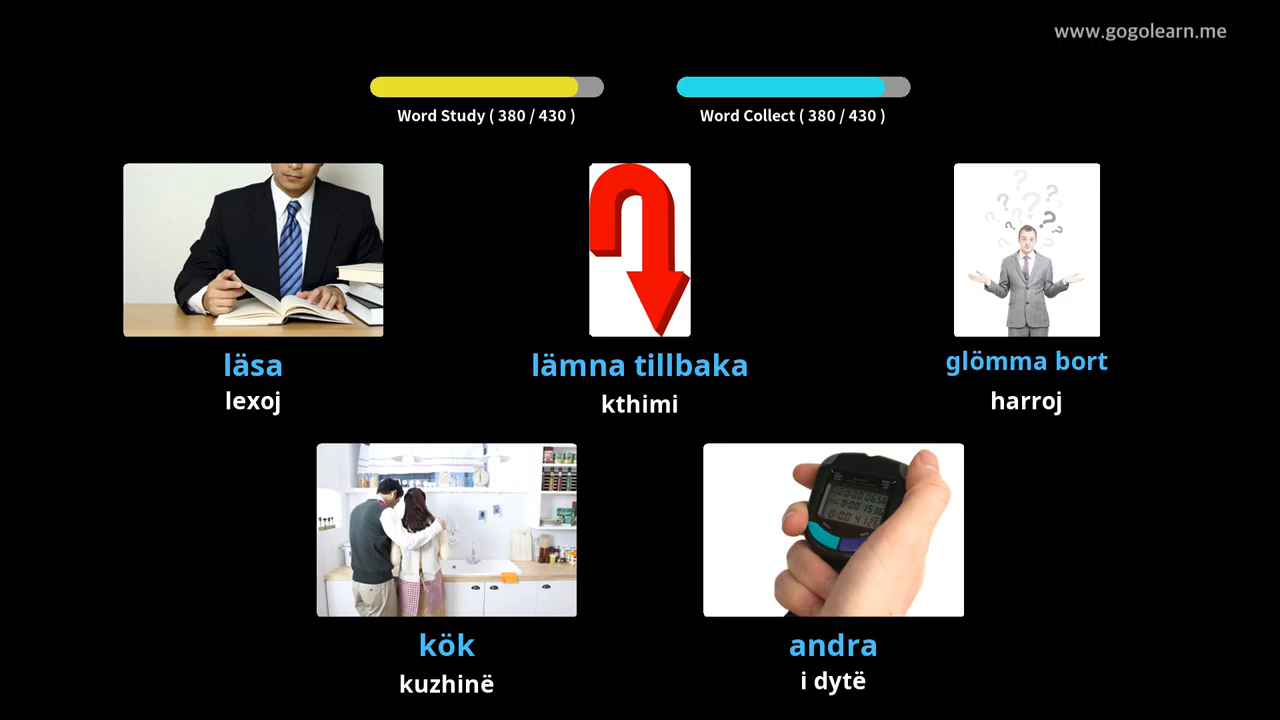 www.gogolearn.me
Word Study ( 380 / 430 )
Word Collect ( 380 / 430 )
läsa
lexoj
lämna tillbaka
kthimi
glömma bort
harroj
kök
kuzhinë
andra
i dytë